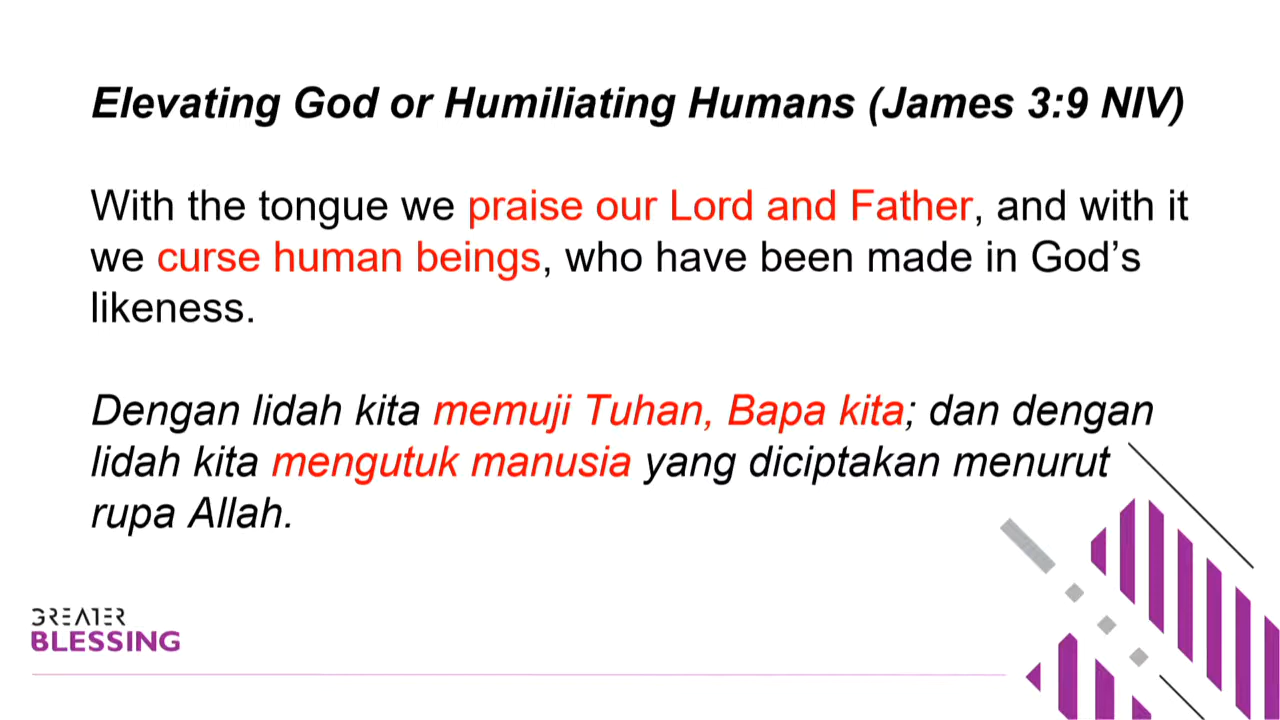 Elevating God or Humiliating Humans (James 3:9 NIV)
With the tongue we praise our Lord and Father, and with it
we curse human beings, who have been made in God’s
likeness.
Dengan lidah kita memuji Tuhan, Bapa kita; dan dengan
lidah kita mengutuk manusia yang diciptakan menurut
rupa Allah.
GREATER
BLESSING